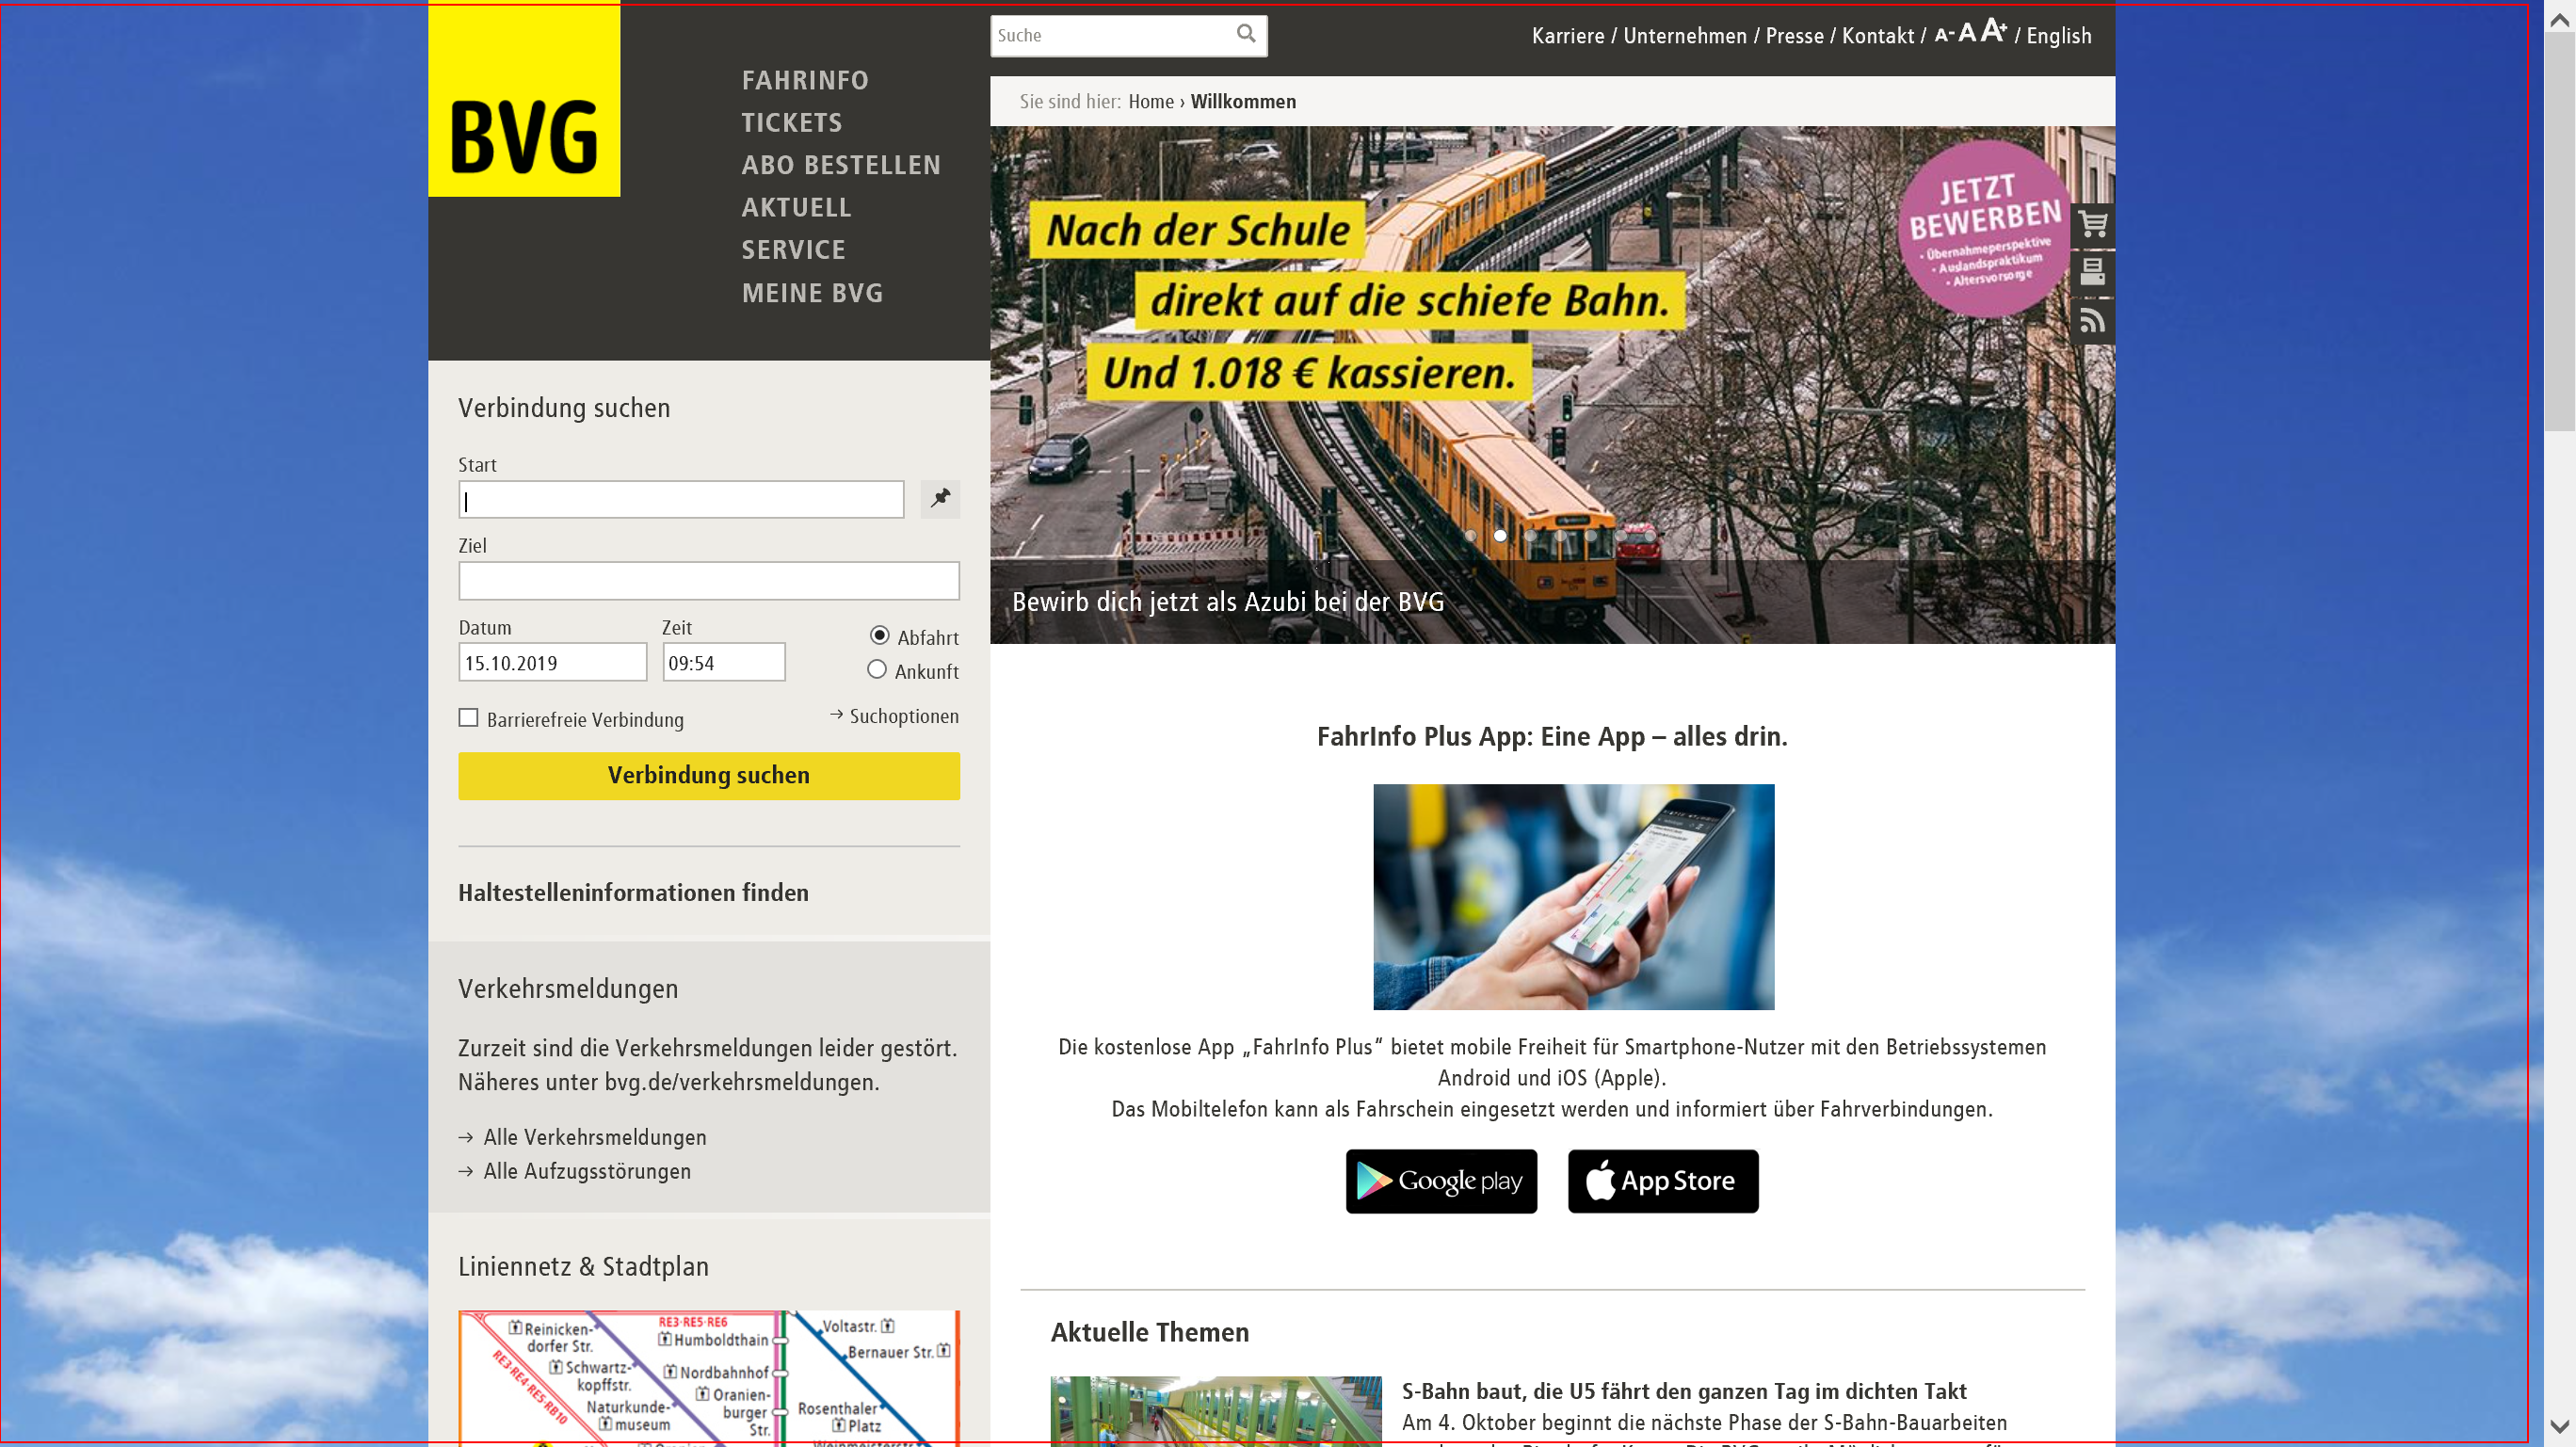 BVG
FAHRINFO
TICKETS
ABO BESTELLEN
AKTUELL
SERVICE
MEINE BVG
Suche
Karriere / Unternehmen / Presse / Kontakt / A- A A+ / English
Sie sind hier: Home › Willkommen
Nach der Schule
direkt auf die schiefe Bahn.
Und 1.018 € kassieren.
JETZT
BEWERBEN
• Übernahmeperspektive
• Auslandspraktikum
• Altersvorsorge
Bewirb dich jetzt als Azubi bei der BVG
Verbindung suchen
Start
Ziel
Datum
Zeit
15.10.2019
09:54
Abfahrt
Ankunft
Barrierefreie Verbindung
→ Suchoptionen
Verbindung suchen
Haltestelleninformationen finden
Verkehrsmeldungen
Zurzeit sind die Verkehrsmeldungen leider gestört.
Näheres unter bvg.de/verkehrsmeldungen.
→ Alle Verkehrsmeldungen
→ Alle Aufzugsstörungen
Liniennetz & Stadtplan
RE3·RE5·RE6
Reinicken-
dorfer Str.
Humboldthain
Voltastr.
Bernauer Str.
Schwartz-
kopffstr.
Nordbahnhof
RE3·RE4·RE5·RB10
Oranien-
burger
Str.
Naturkunde-
museum
Rosenthaler
Platz
FahrInfo Plus App: Eine App – alles drin.
Die kostenlose App „FahrInfo Plus“ bietet mobile Freiheit für Smartphone-Nutzer mit den Betriebssystemen
Android und iOS (Apple).
Das Mobiltelefon kann als Fahrschein eingesetzt werden und informiert über Fahrverbindungen.
Google play
App Store
Aktuelle Themen
S-Bahn baut, die U5 fährt den ganzen Tag im dichten Takt
Am 4. Oktober beginnt die nächste Phase der S-Bahn-Bauarbeiten